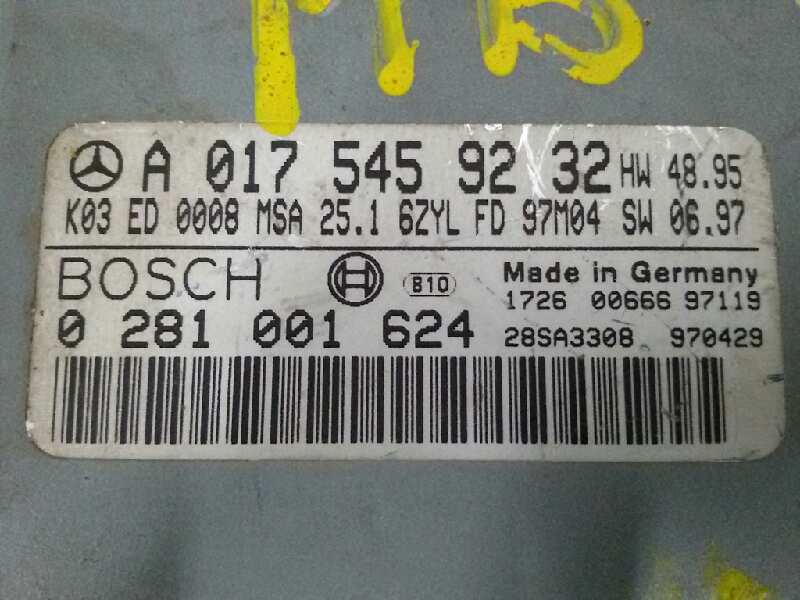 MB
A 017 545 92 32 HW 48.95
K03 ED 0008 MSA 25.1 6ZYL FD 97M04 SW 06.97
BOSCH B10 Made in Germany
1726 00666 97119
0 281 001 624 28SA3308 970429